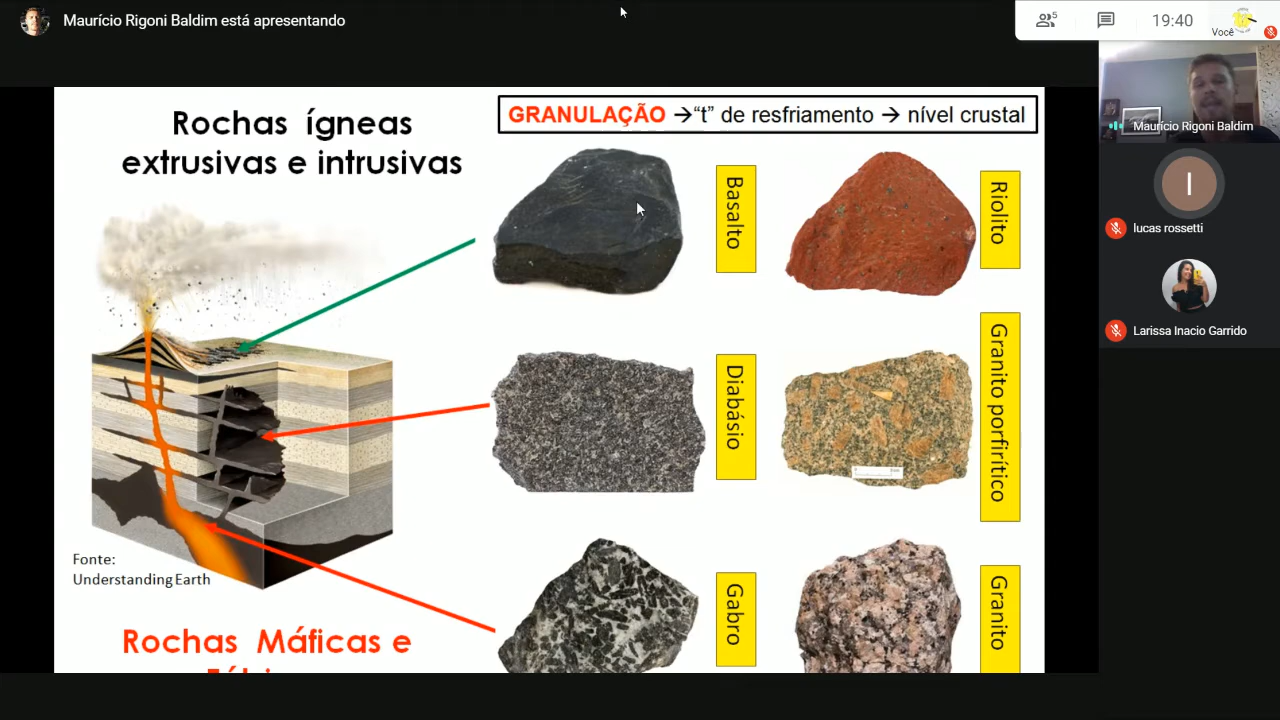 Maurício Rigoni Baldim está apresentando
5
19:40
Você
Rochas ígneas
extrusivas e intrusivas
GRANULAÇÃO →“t” de resfriamento → nível crustal
Basalto
Riolito
Diabásio
Granito porfirítico
Gabro
Granito
Fonte:
Understanding Earth
Rochas Máficas e
Maurício Rigoni Baldim
I
lucas rossetti
Larissa Inacio Garrido